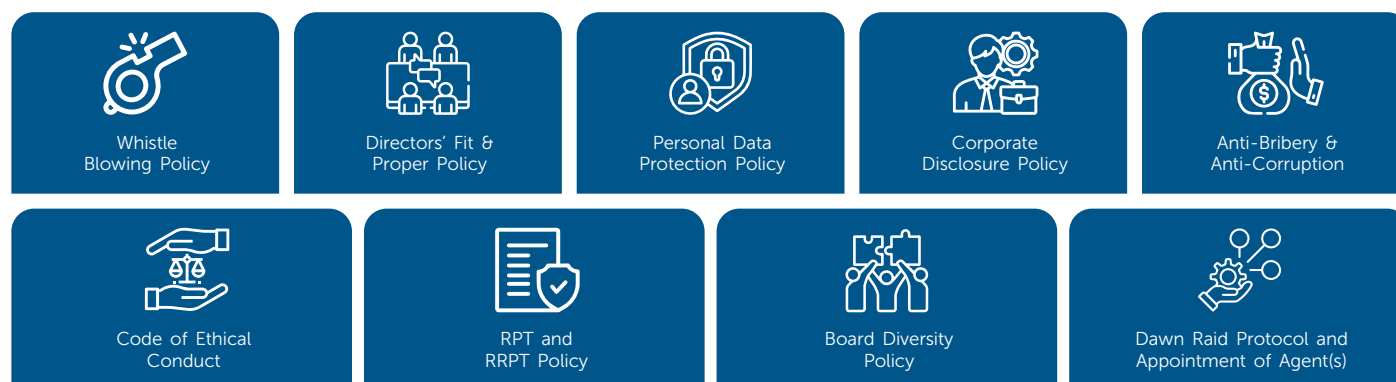 Whistle
Blowing Policy
Directors’ Fit &
Proper Policy
Personal Data
Protection Policy
Corporate
Disclosure Policy
Anti-Bribery &
Anti-Corruption
Code of Ethical
Conduct
RPT and
RRPT Policy
Board Diversity
Policy
Dawn Raid Protocol and
Appointment of Agent(s)